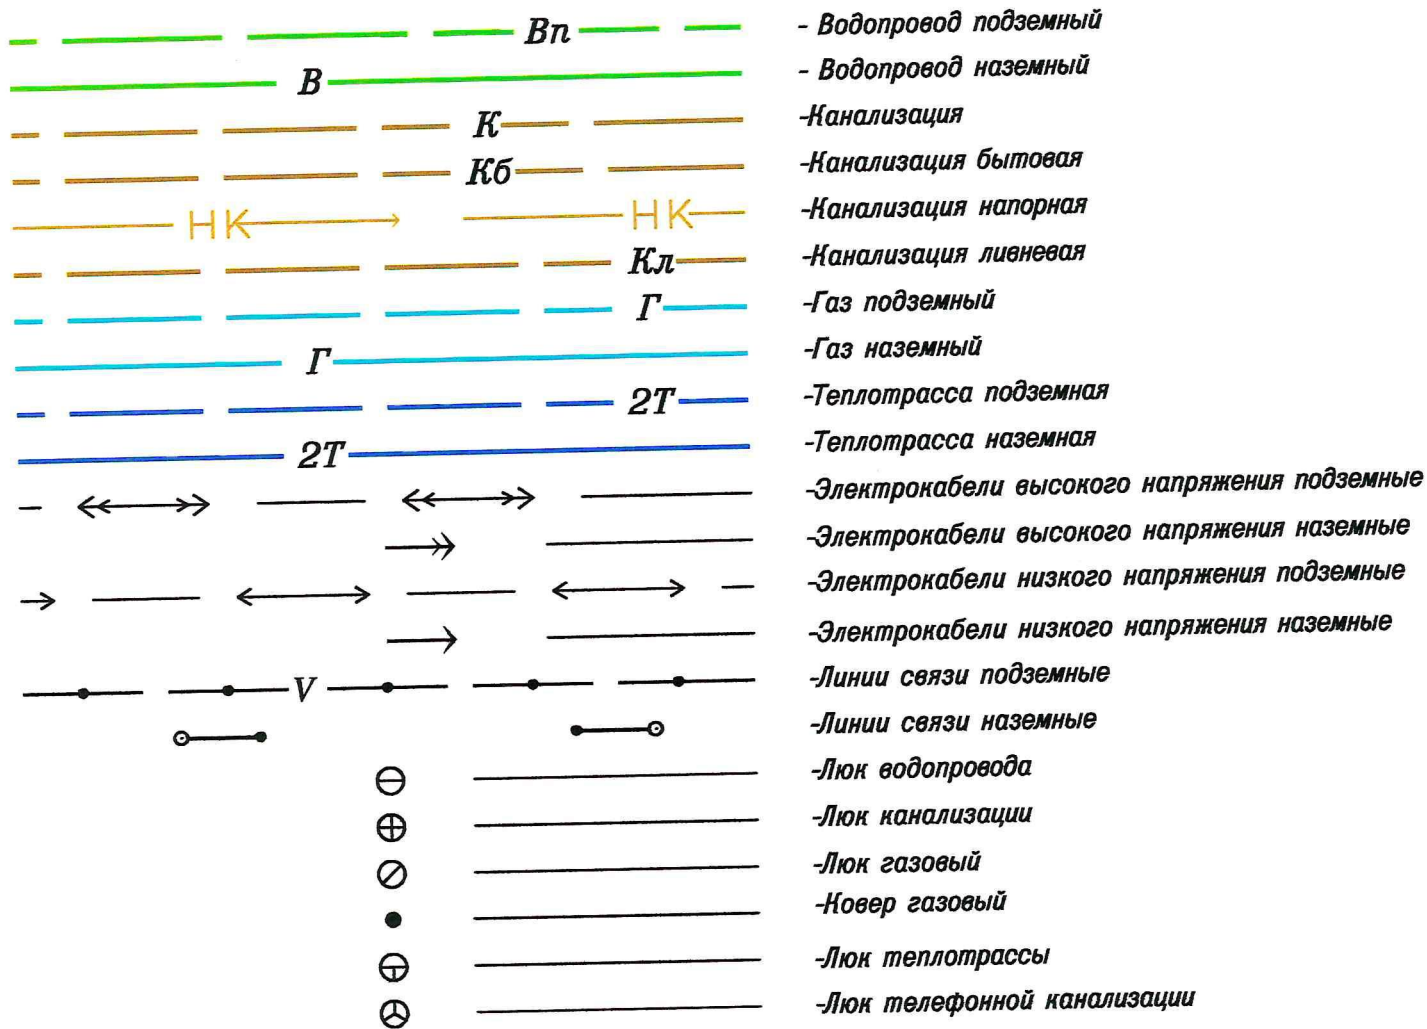 Вп - Водопровод подземный
В - Водопровод наземный
К -Канализация
Кб -Канализация бытовая
НК НК -Канализация напорная
Кл -Канализация ливневая
Г -Газ подземный
Г -Газ наземный
2Т -Теплотрасса подземная
2Т -Теплотрасса наземная
-Электрокабели высокого напряжения подземные
-Электрокабели высокого напряжения наземные
-Электрокабели низкого напряжения подземные
-Электрокабели низкого напряжения наземные
V -Линии связи подземные
-Линии связи наземные
-Люк водопровода
-Люк канализации
-Люк газовый
-Ковер газовый
-Люк теплотрассы
-Люк телефонной канализации